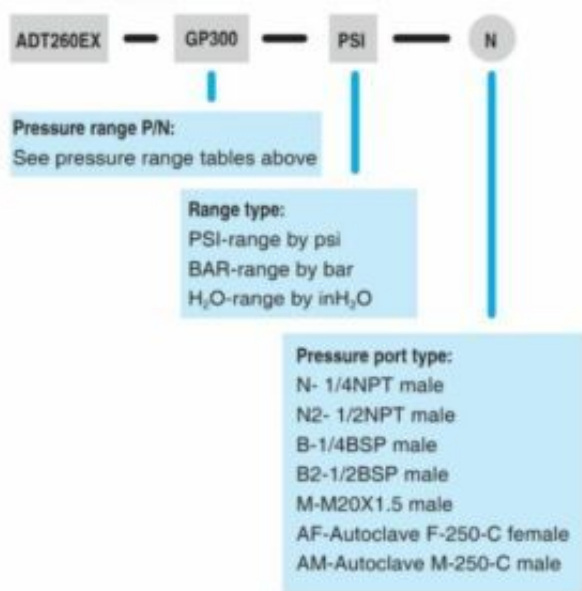 ADT260EX — GP300 — PSI — N
Pressure range P/N:
See pressure range tables above
Range type:
PSI-range by psi
BAR-range by bar
H₂O-range by inH₂O
Pressure port type:
N- 1/4NPT male
N2- 1/2NPT male
B-1/4BSP male
B2-1/2BSP male
M-M20X1.5 male
AF-Autoclave F-250-C female
AM-Autoclave M-250-C male